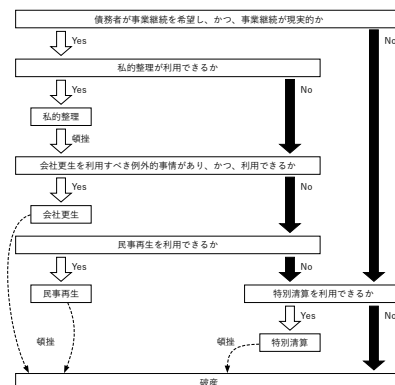 債務者が事業継続を希望し、かつ、事業継続が現実的か
Yes
No
私的整理が利用できるか
Yes
No
私的整理
頓挫
会社更生を利用すべき例外的事情があり、かつ、利用できるか
Yes
No
会社更生
民事再生を利用できるか
Yes
No
民事再生
特別清算を利用できるか
Yes
No
頓挫
頓挫
特別清算
破産